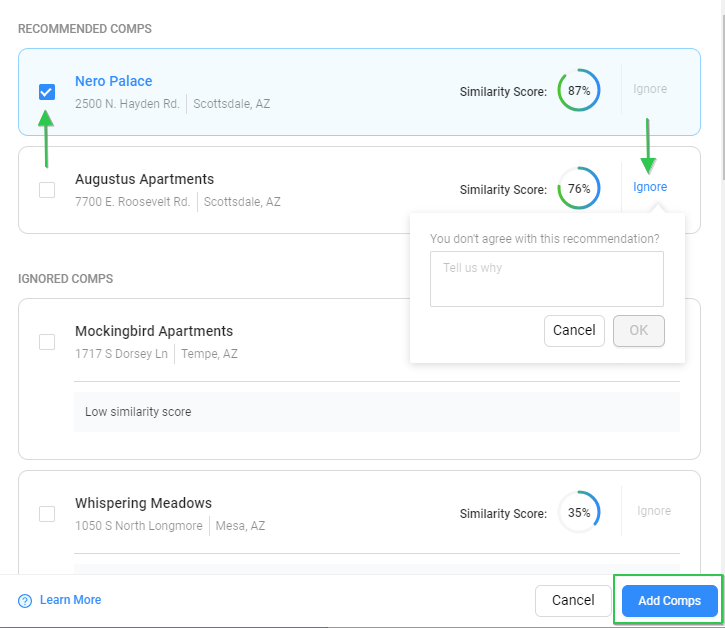 RECOMMENDED COMPS
Nero Palace
2500 N. Hayden Rd. Scottsdale, AZ
Similarity Score: 87% Ignore
Augustus Apartments
7700 E. Roosevelt Rd. Scottsdale, AZ
Similarity Score: 76% Ignore
You don't agree with this recommendation?
Tell us why
Cancel OK
IGNORED COMPS
Mockingbird Apartments
1717 S Dorsey Ln Tempe, AZ
Low similarity score
Whispering Meadows
1050 S North Longmore Mesa, AZ
Similarity Score: 35% Ignore
Learn More Cancel Add Comps